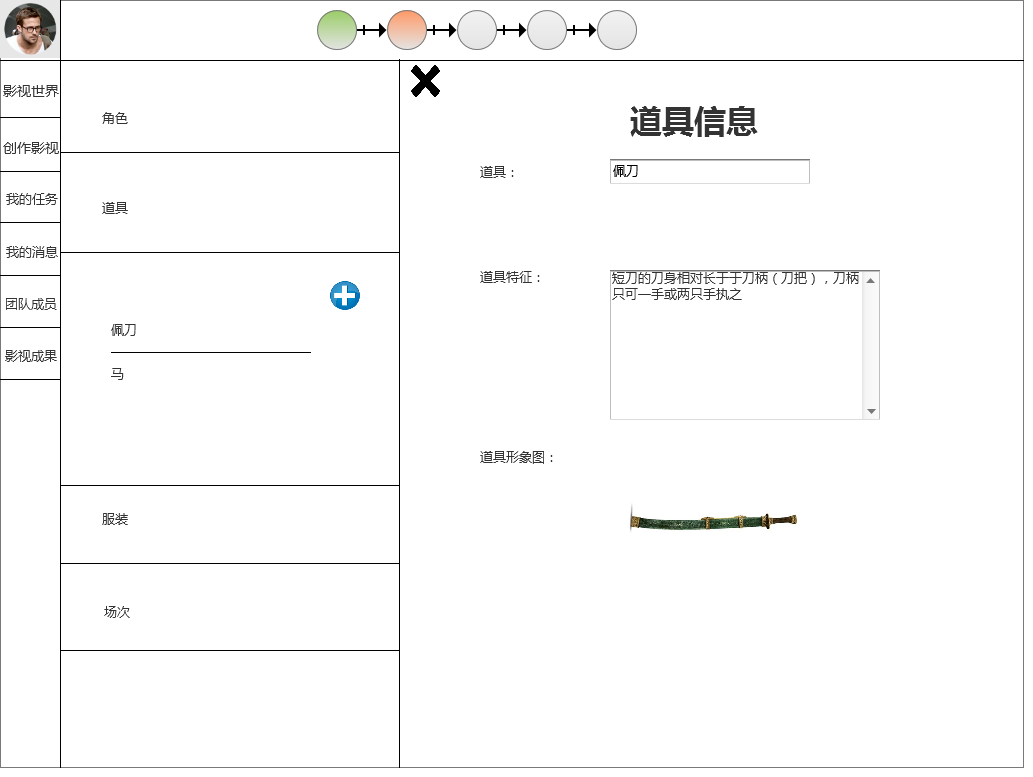 影视世界
创作影视
我的任务
我的消息
团队成员
影视成果
角色
道具
佩刀
马
服装
场次
道具信息
道具：
佩刀
道具特征：
短刀的刀身相对长于于刀柄（刀把），刀柄
只可一手或两只手执之
道具形象图：